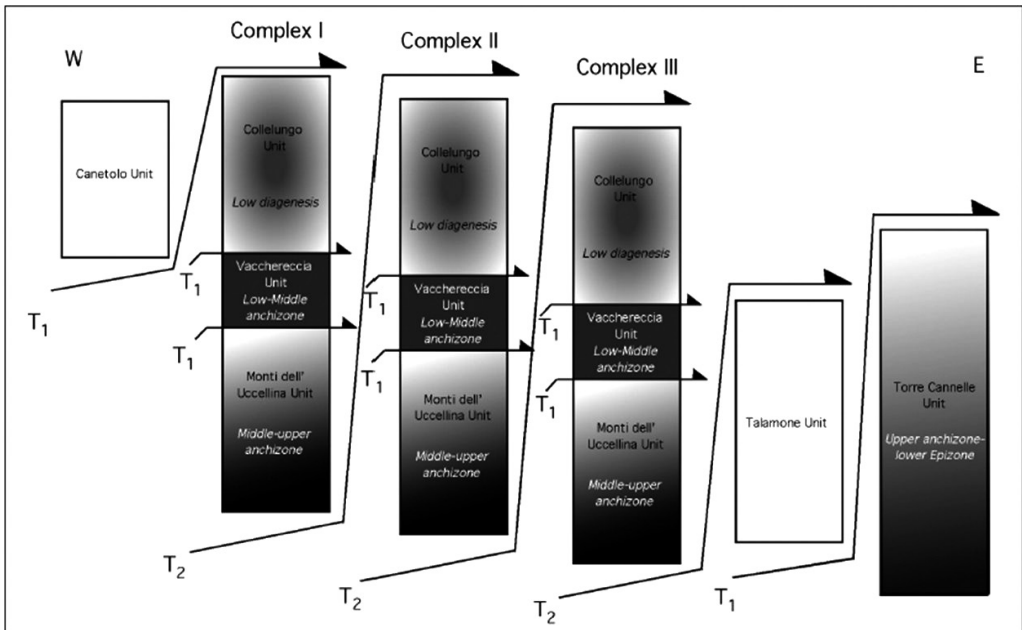 W
E
Complex I
Complex II
Complex III
Canetolo Unit
T1
Collelungo
Unit
Low diagenesis
T1
Vacchereccia
Unit
Low-Middle
anchizone
T1
Monti dell'
Uccellina Unit
Middle-upper
anchizone
T2
Collelungo
Unit
Low diagenesis
T1
Vacchereccia
Unit
Low-Middle
anchizone
T1
Monti dell'
Uccellina Unit
Middle-upper
anchizone
T2
Collelungo
Unit
Low diagenesis
T1
Vacchereccia
Unit
Low-Middle
anchizone
T1
Monti dell'
Uccellina Unit
Middle-upper
anchizone
T2
Talamone Unit
T1
Torre Cannelle
Unit
Upper anchizone-
lower Epizone